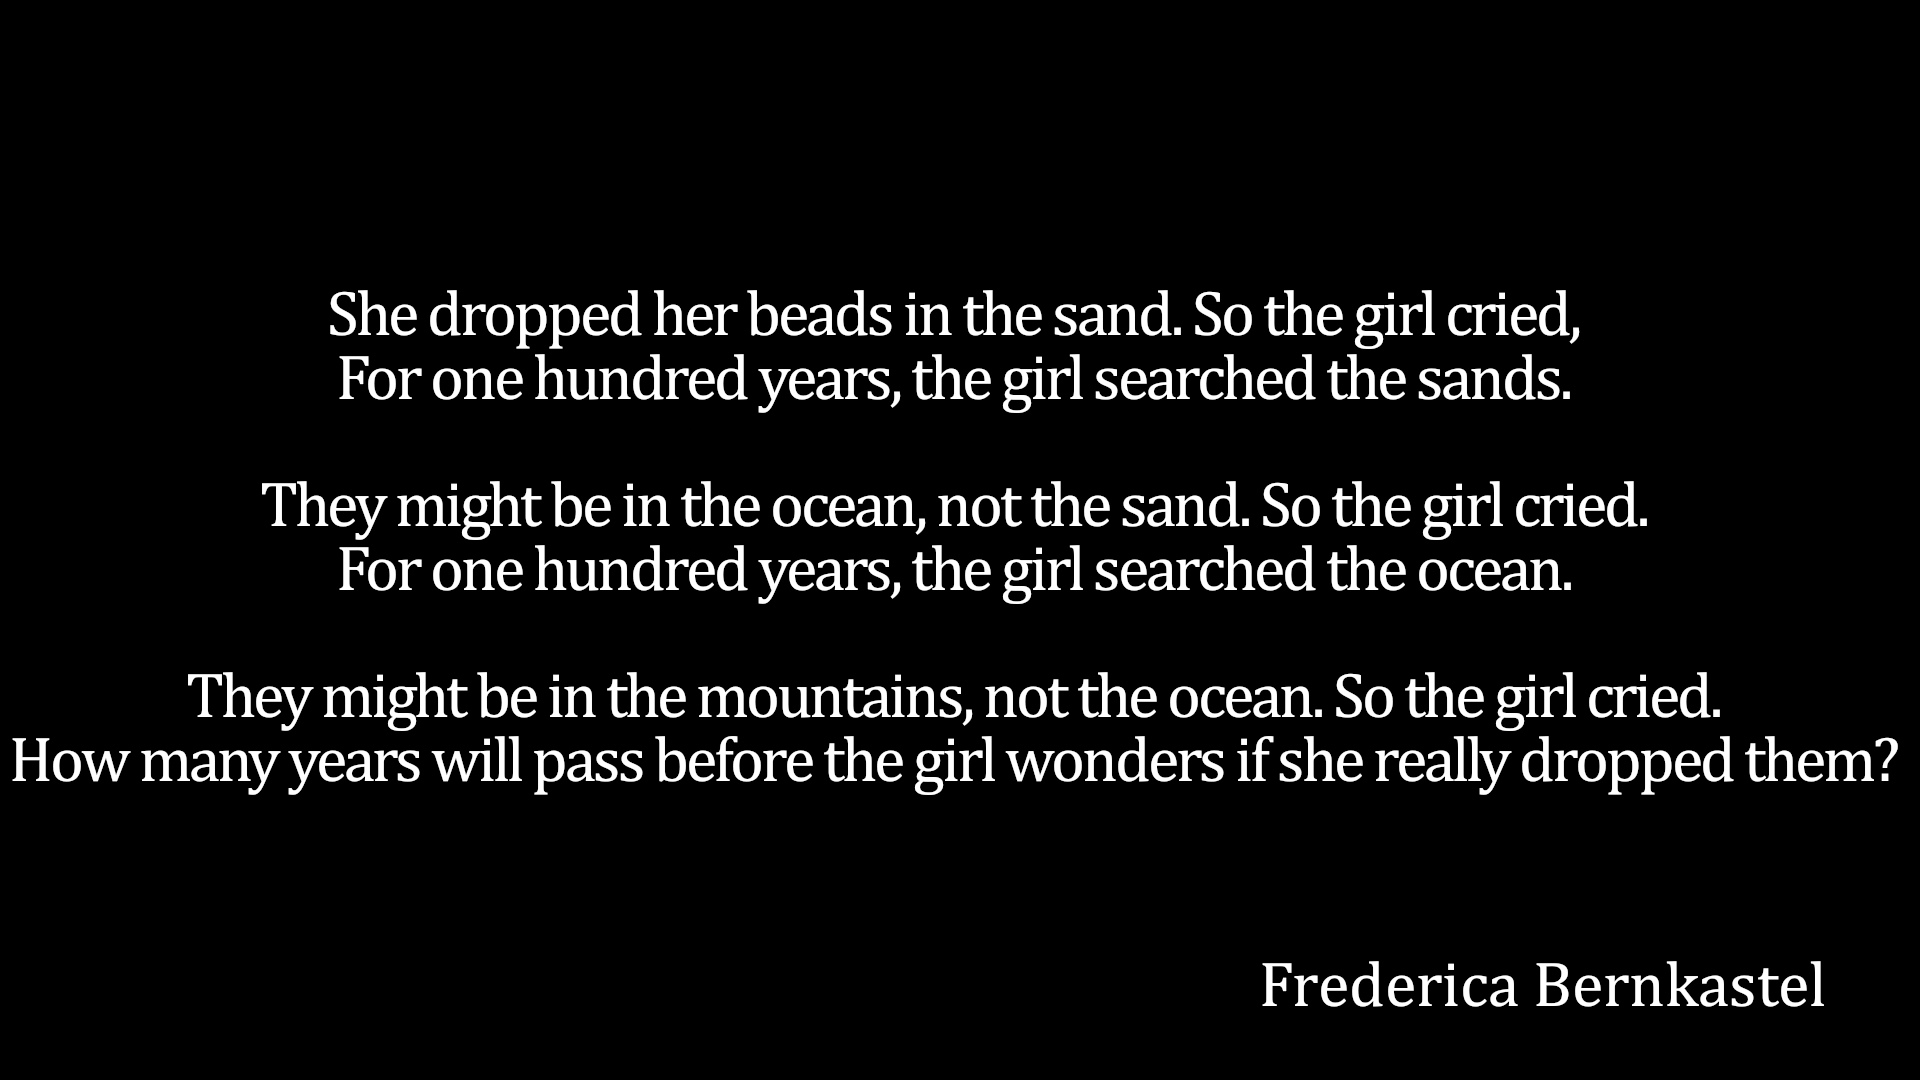 She dropped her beads in the sand. So the girl cried,
For one hundred years, the girl searched the sands.
They might be in the ocean, not the sand. So the girl cried.
For one hundred years, the girl searched the ocean.
They might be in the mountains, not the ocean. So the girl cried.
How many years will pass before the girl wonders if she really dropped them?
Frederica Bernkastel